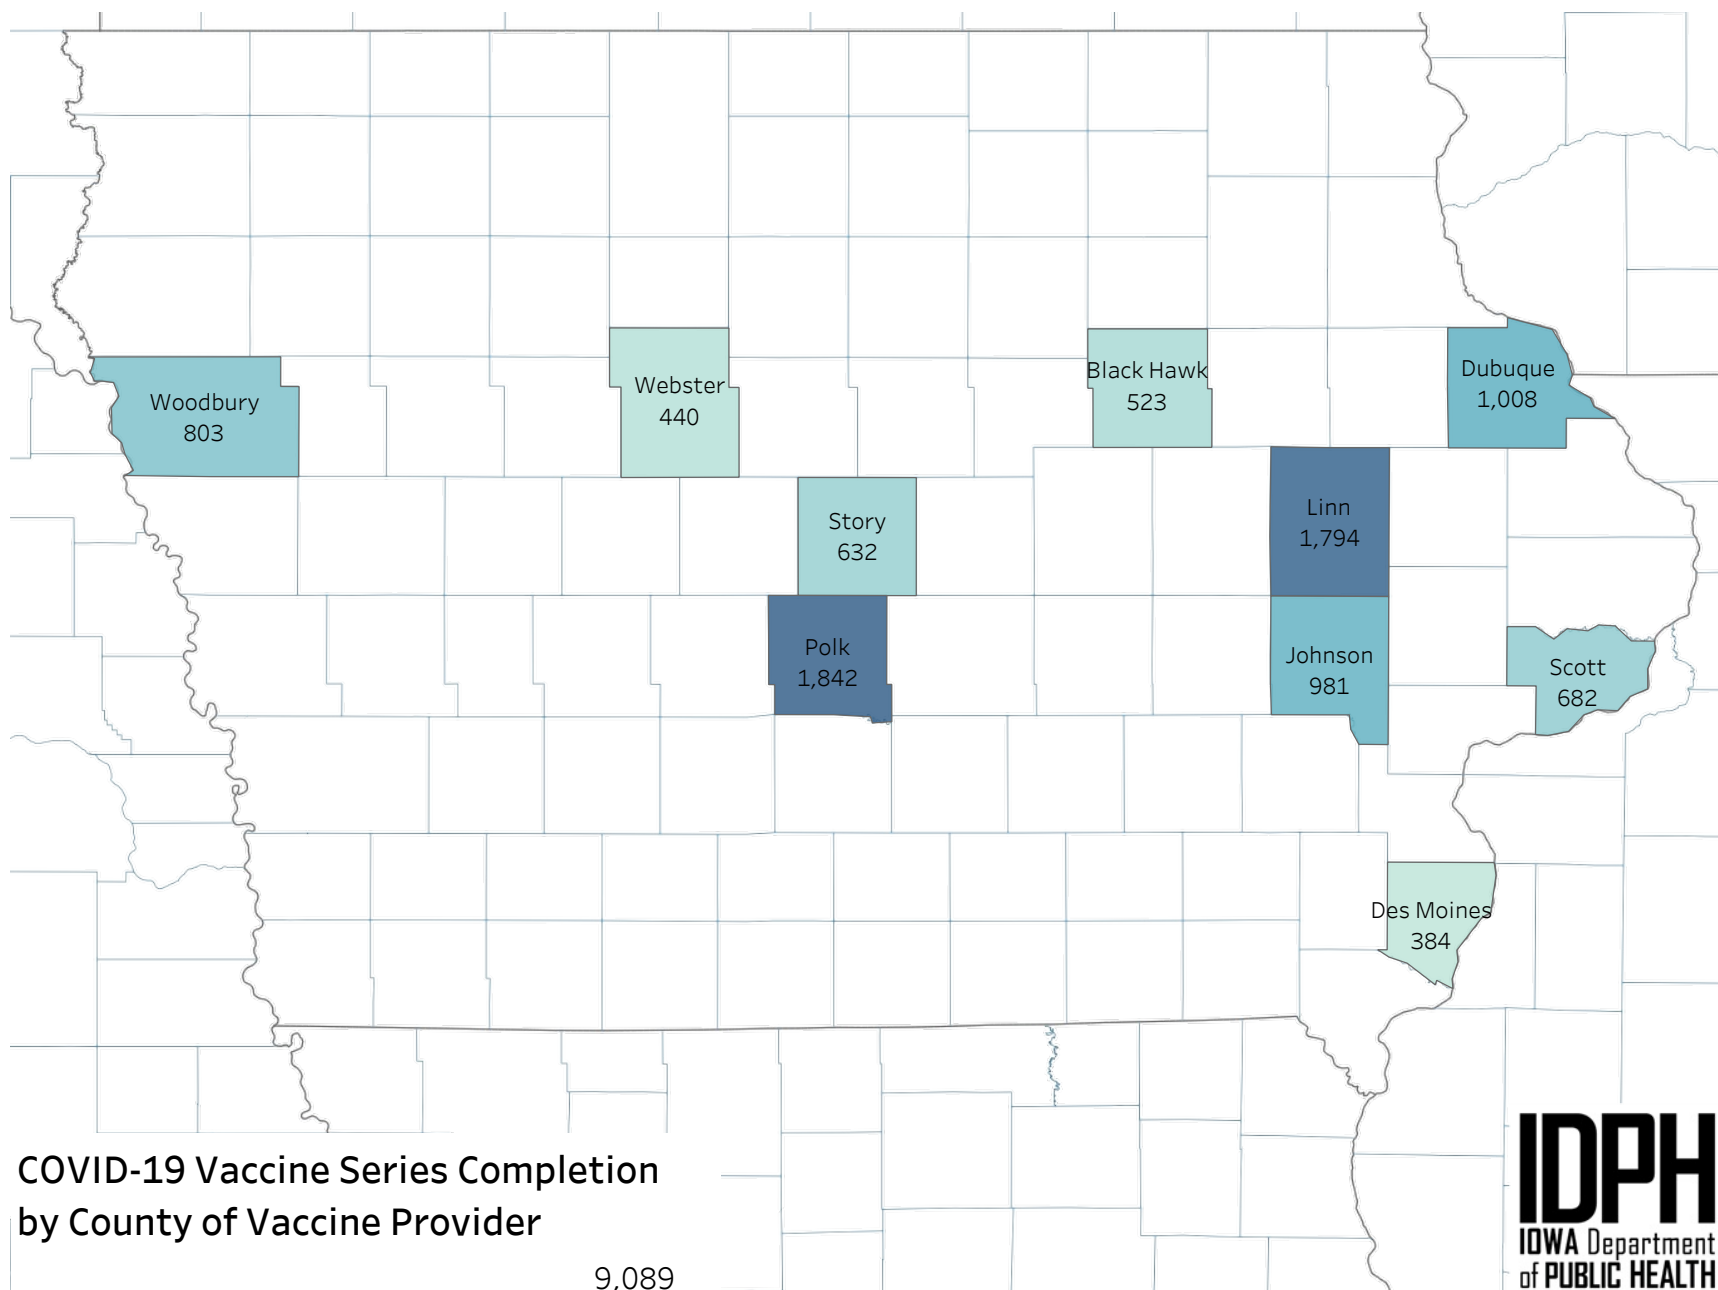 Woodbury
803
Webster
440
Black Hawk
523
Dubuque
1,008
Story
632
Linn
1,794
Polk
1,842
Johnson
981
Scott
682
Des Moines
384
COVID-19 Vaccine Series Completion
by County of Vaccine Provider
9,089
IDPH
IOWA Department
of PUBLIC HEALTH